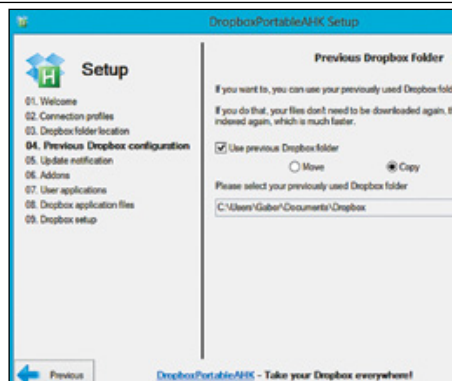 DropboxPortableAHK Setup
Setup
01. Welcome
02. Connection profiles
03. Dropbox folder location
04. Previous Dropbox configuration
05. Update notification
06. Addons
07. User applications
08. Dropbox application files
09. Dropbox setup
Previous Dropbox Folder
If you want to, you can use your previously used Dropbox fold
If you do that, your files don't need to be downloaded again, th
indexed again, which is much faster.
Use previous Dropbox folder
Move
Copy
Please select your previously used Dropbox folder
C:\Users\Gabor\Documents\Dropbox
Previous
DropboxPortableAHK - Take your Dropbox everywhere!